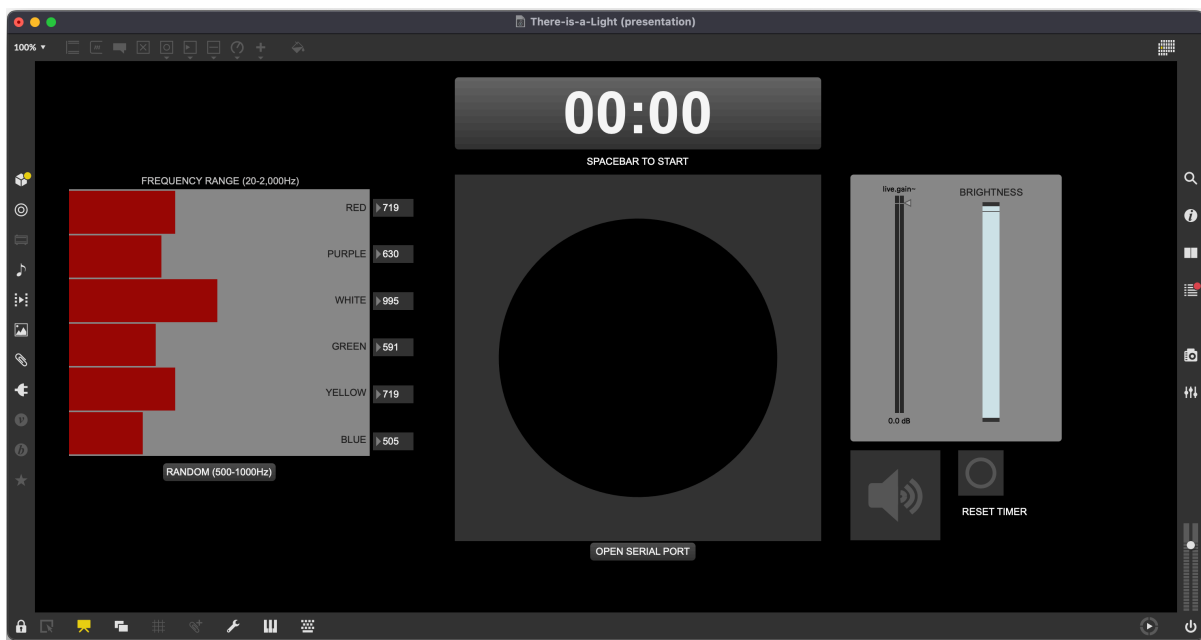 There-is-a-Light (presentation)
100%
00:00
SPACEBAR TO START
FREQUENCY RANGE (20-2,000Hz)
RED 719
PURPLE 630
WHITE 995
GREEN 591
YELLOW 719
BLUE 505
RANDOM (500-1000Hz)
OPEN SERIAL PORT
live.gain~
BRIGHTNESS
0.0 dB
RESET TIMER